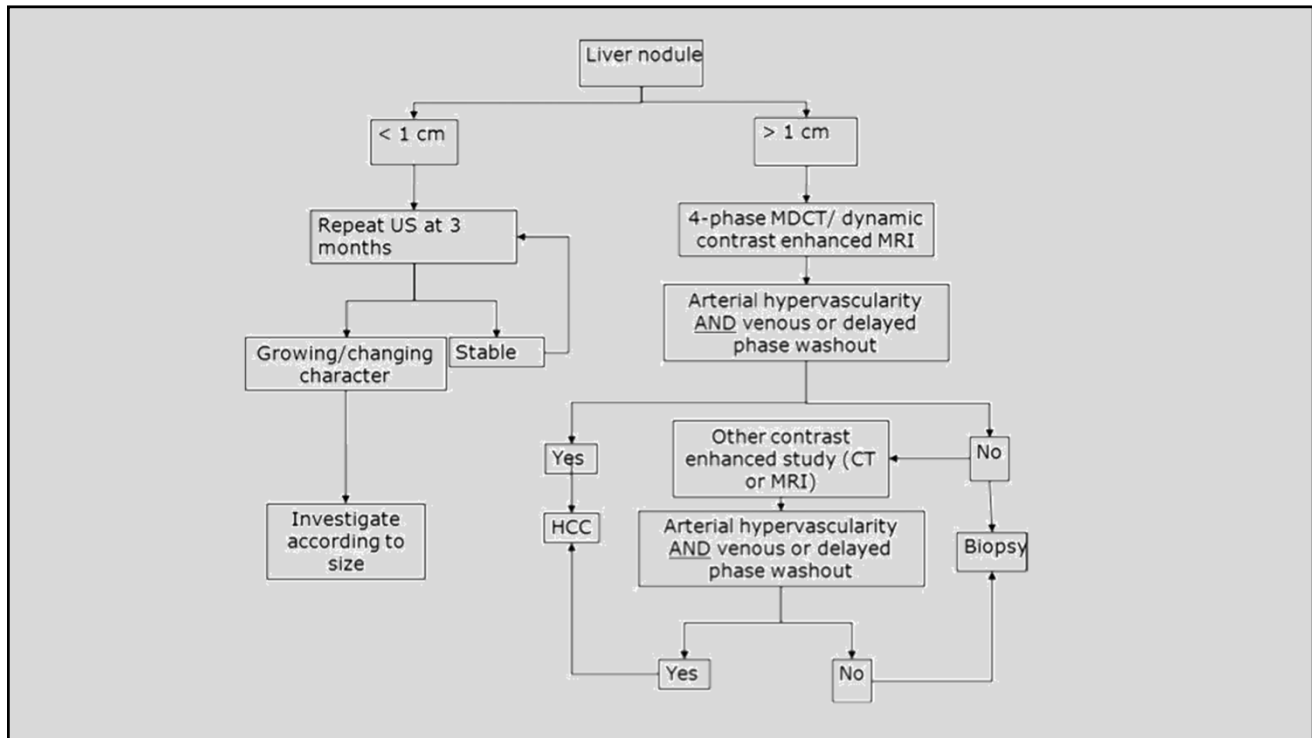 Liver nodule
< 1 cm
> 1 cm
Repeat US at 3
months
4-phase MDCT/ dynamic
contrast enhanced MRI
Arterial hypervascularity
AND venous or delayed
phase washout
Growing/changing
character
Stable
Yes
Other contrast
enhanced study (CT
or MRI)
No
Investigate
according to
size
HCC
Arterial hypervascularity
AND venous or delayed
phase washout
Biopsy
Yes
No